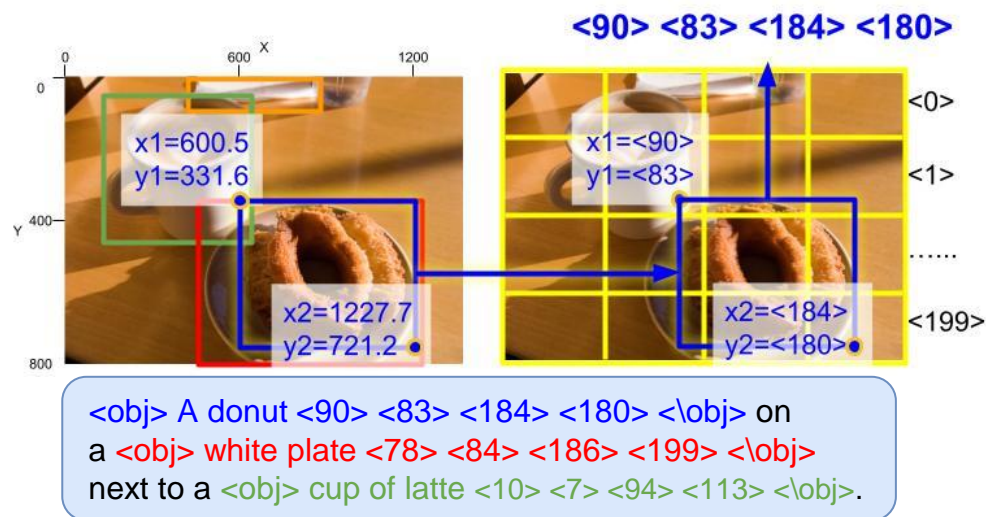 <90> <83> <184> <180>
X
0 600 1200
0
400
Y
800
x1=600.5
y1=331.6
x2=1227.7
y2=721.2
x1=<90>
y1=<83>
x2=<184>
y2=<180>
<0>
<1>
......
<199>
<obj> A donut <90> <83> <184> <180> <\obj> on
a <obj> white plate <78> <84> <186> <199> <\obj>
next to a <obj> cup of latte <10> <7> <94> <113> <\obj>.